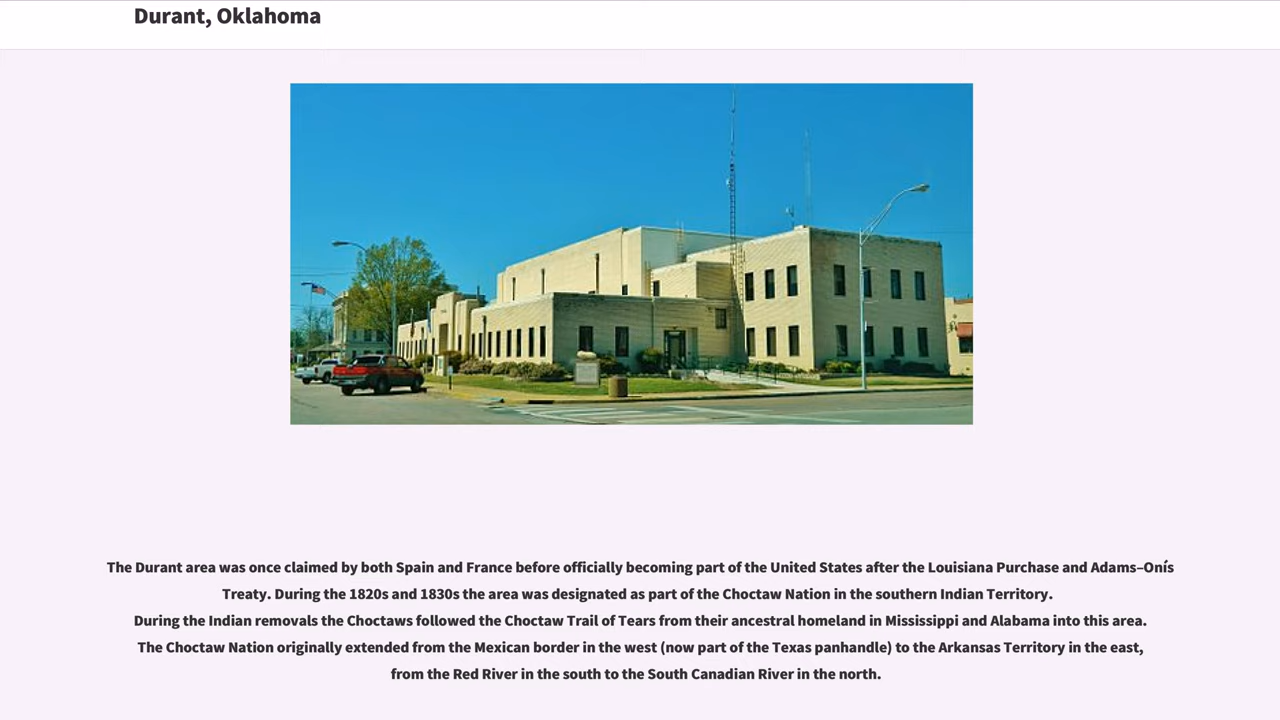 Durant, Oklahoma
The Durant area was once claimed by both Spain and France before officially becoming part of the United States after the Louisiana Purchase and Adams–Onís
Treaty. During the 1820s and 1830s the area was designated as part of the Choctaw Nation in the southern Indian Territory.
During the Indian removals the Choctaws followed the Choctaw Trail of Tears from their ancestral homeland in Mississippi and Alabama into this area.
The Choctaw Nation originally extended from the Mexican border in the west (now part of the Texas panhandle) to the Arkansas Territory in the east,
from the Red River in the south to the South Canadian River in the north.